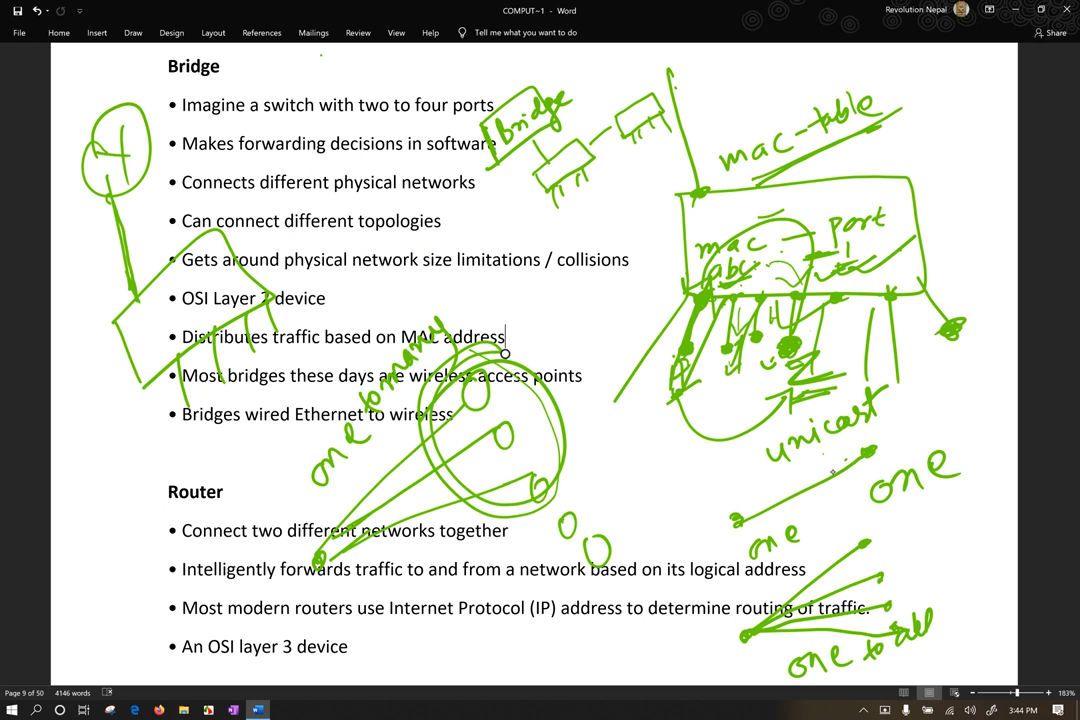 COMPUT~1 - Word
Revolution Nepal
File Home Insert Draw Design Layout References Mailings Review View Help Tell me what you want to do
Share
Bridge
• Imagine a switch with two to four ports
• Makes forwarding decisions in software
• Connects different physical networks
• Can connect different topologies
• Gets around physical network size limitations / collisions
• OSI Layer 2 device
• Distributes traffic based on MAC address
• Most bridges these days are wireless access points
• Bridges wired Ethernet to wireless
Bridge
mac-table
mac - port
abc - 1
unicast
one
one
one to many
one to all
Router
• Connect two different networks together
• Intelligently forwards traffic to and from a network based on its logical address
• Most modern routers use Internet Protocol (IP) address to determine routing of traffic.
• An OSI layer 3 device
Page 9 of 50 4146 words
183%
3:44 PM